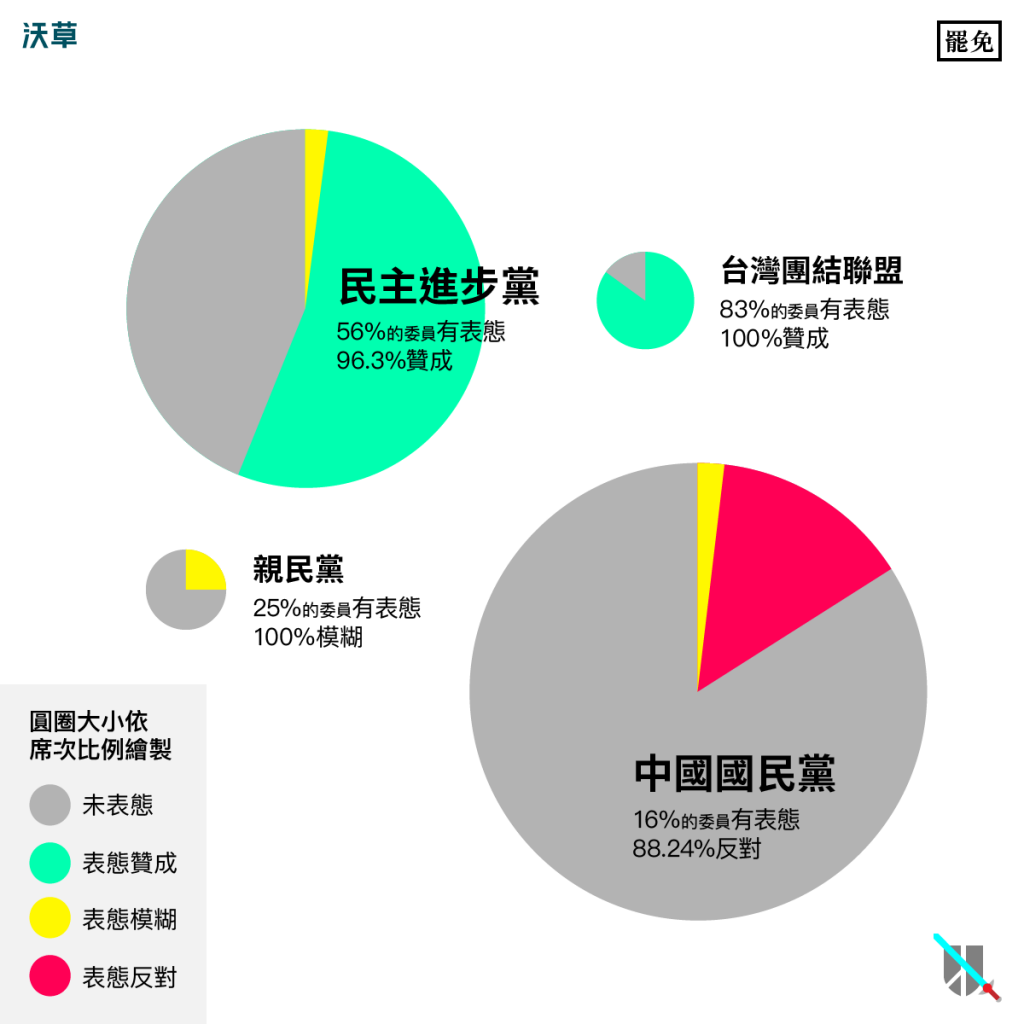 沃草
罷免
民主進步黨
56%的委員有表態
96.3%贊成
台灣團結聯盟
83%的委員有表態
100%贊成
親民黨
25%的委員有表態
100%模糊
中國國民黨
16%的委員有表態
88.24%反對
圓圈大小依
席次比例繪製
未表態
表態贊成
表態模糊
表態反對